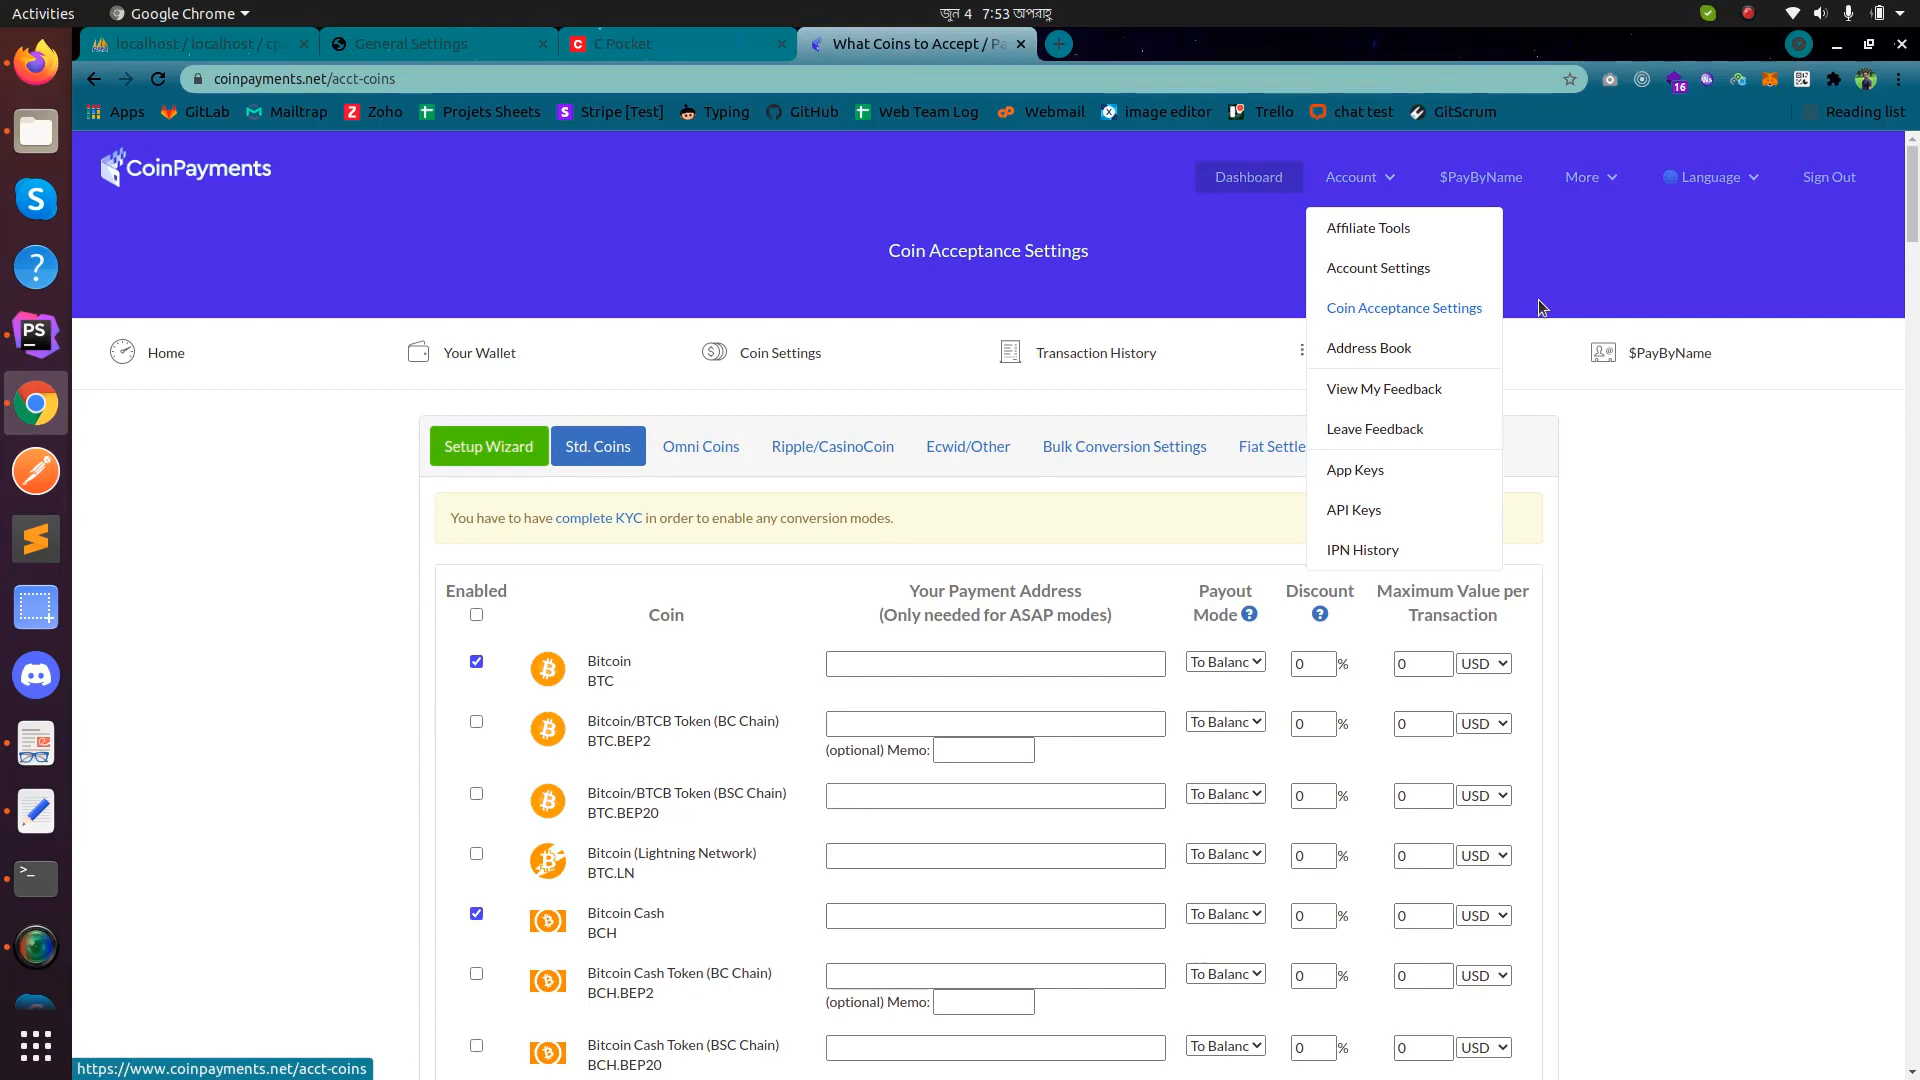 Activities
Google Chrome
জুন 4 7:53 অপরাহ্ণ
localhost / localhost / cp
General Settings
C Pocket
What Coins to Accept / Pa
coinpayments.net/acct-coins
16
Apps
GitLab
Mailtrap
Zoho
Projets Sheets
Stripe [Test]
Typing
GitHub
Web Team Log
Webmail
image editor
Trello
chat test
GitScrum
Reading list
CoinPayments
Dashboard
Account
$PayByName
More
Language
Sign Out
Affiliate Tools
Account Settings
Coin Acceptance Settings
Address Book
View My Feedback
Leave Feedback
App Keys
API Keys
IPN History
Coin Acceptance Settings
Home
Your Wallet
Coin Settings
Transaction History
$PayByName
Setup Wizard
Std. Coins
Omni Coins
Ripple/CasinoCoin
Ecwid/Other
Bulk Conversion Settings
Fiat Settle
You have to have complete KYC in order to enable any conversion modes.
Enabled
Coin
Your Payment Address
(Only needed for ASAP modes)
Payout
Mode
Discount
Maximum Value per
Transaction
Bitcoin
BTC
To Balanc
0 %
0 USD
Bitcoin/BTCB Token (BC Chain)
BTC.BEP2
(optional) Memo:
To Balanc
0 %
0 USD
Bitcoin/BTCB Token (BSC Chain)
BTC.BEP20
To Balanc
0 %
0 USD
Bitcoin (Lightning Network)
BTC.LN
To Balanc
0 %
0 USD
Bitcoin Cash
BCH
To Balanc
0 %
0 USD
Bitcoin Cash Token (BC Chain)
BCH.BEP2
(optional) Memo:
To Balanc
0 %
0 USD
Bitcoin Cash Token (BSC Chain)
BCH.BEP20
To Balanc
0 %
0 USD
https://www.coinpayments.net/acct-coins